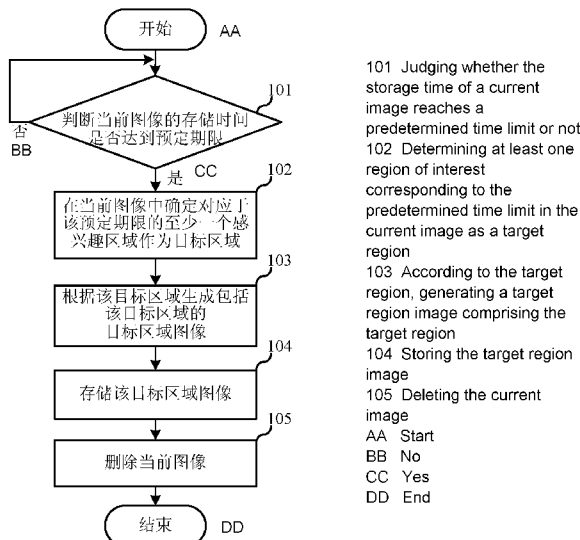 开始
AA
101
判断当前图像的存储时间
是否达到预定期限
否
BB
是
CC
102
在当前图像中确定对应于
该预定期限的至少一个感
兴趣区域作为目标区域
103
根据该目标区域生成包括
该目标区域的
目标区域图像
104
存储该目标区域图像
105
删除当前图像
结束
DD
101 Judging whether the
storage time of a current
image reaches a
predetermined time limit or not
102 Determining at least one
region of interest
corresponding to the
predetermined time limit in the
current image as a target
region
103 According to the target
region, generating a target
region image comprising the
target region
104 Storing the target region
image
105 Deleting the current
image
AA Start
BB No
CC Yes
DD End